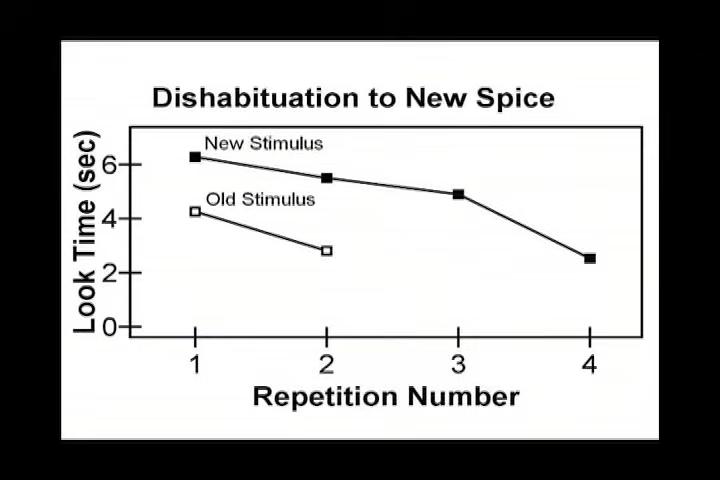 Dishabituation to New Spice
New Stimulus
Old Stimulus
Look Time (sec)
6
4
2
0
1 2 3 4
Repetition Number